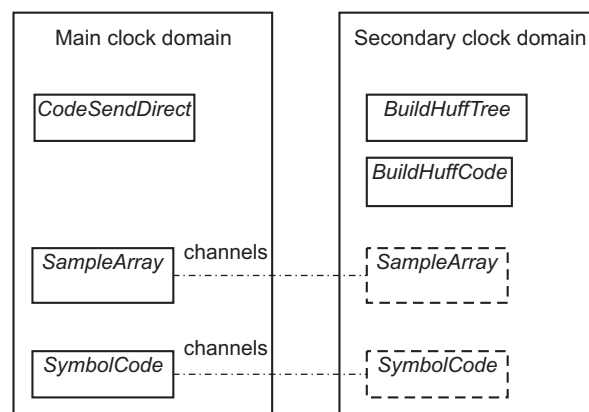 Main clock domain
Secondary clock domain
CodeSendDirect
BuildHuffTree
BuildHuffCode
channels
SampleArray
SampleArray
channels
SymbolCode
SymbolCode